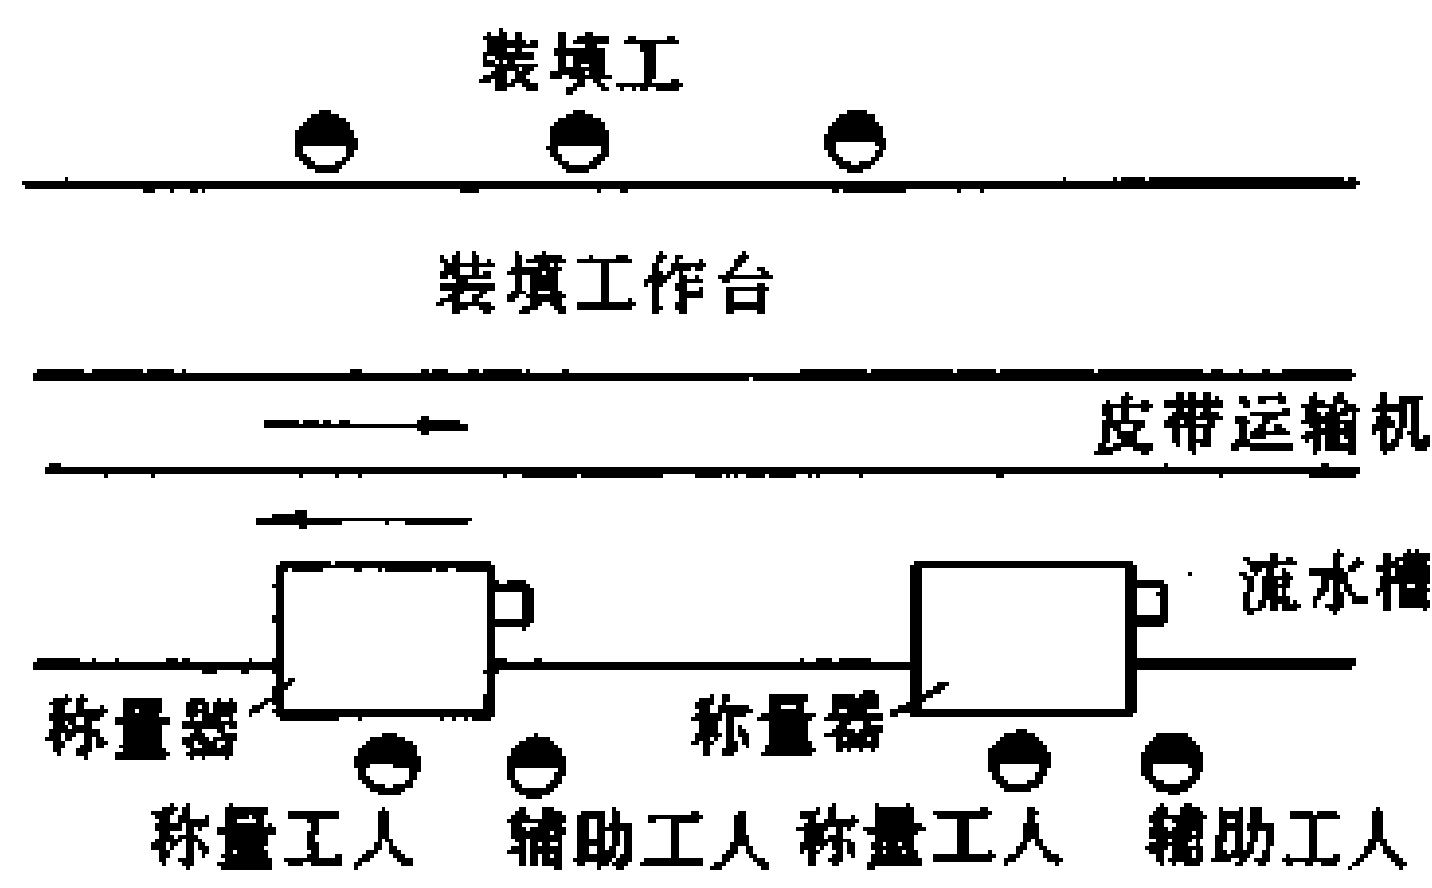 装填工
装填工作台
皮带运输机
流水槽
称量器 称量器
称量工人 辅助工人 称量工人 辅助工人